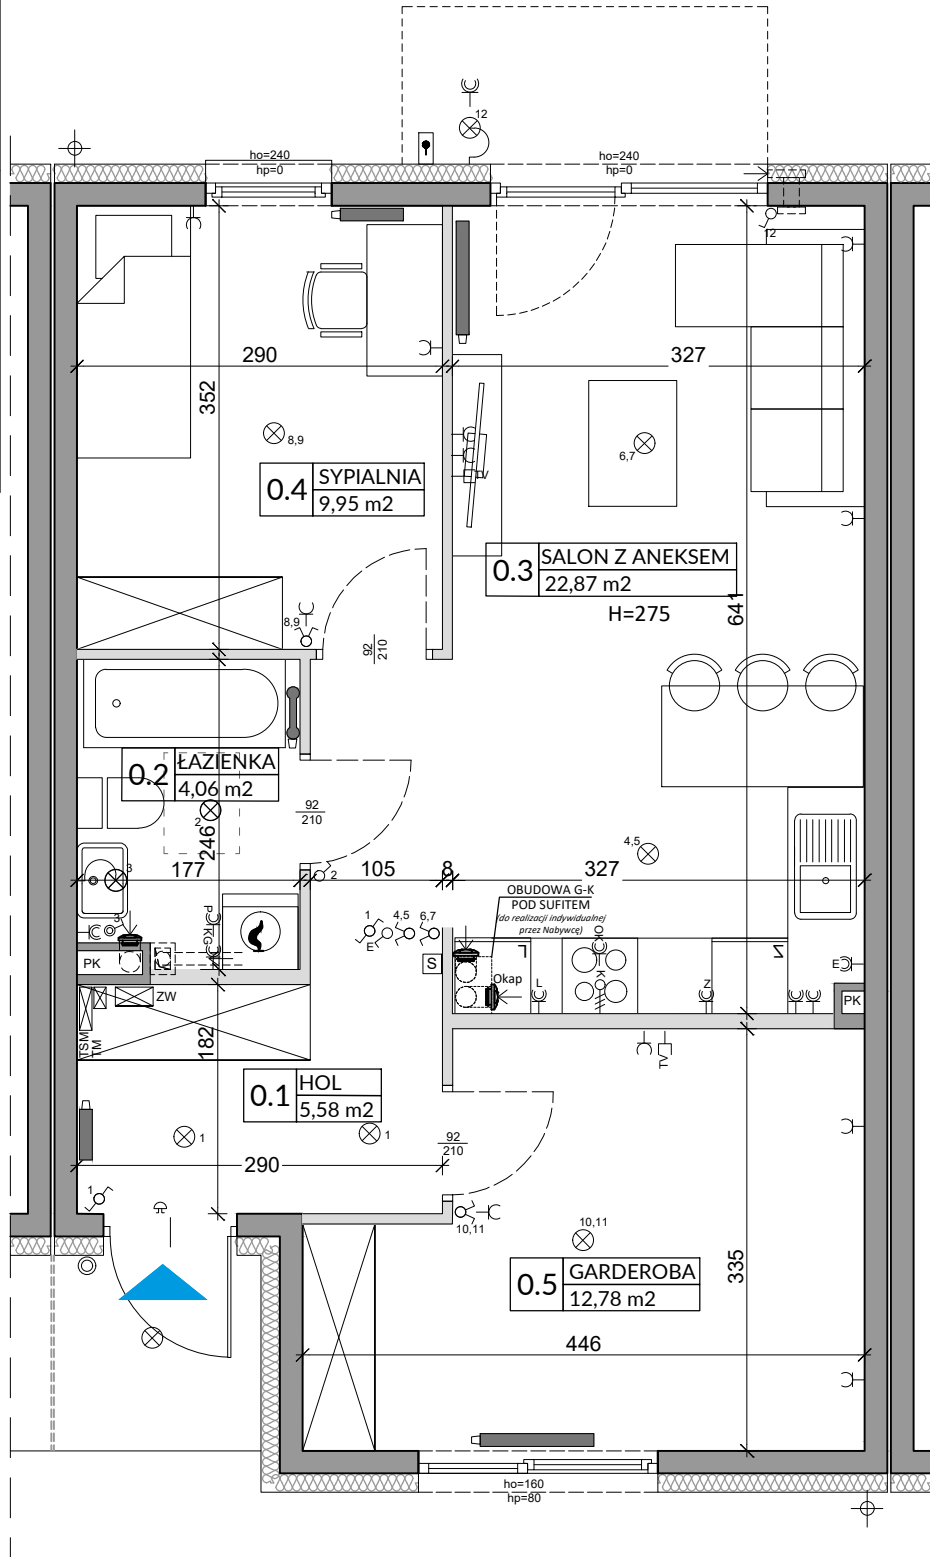 12
ho=240
hp=0
ho=240
hp=0
12
290
327
352
8,9
6,7
0.4
SYPIALNIA
9,95 m2
0.3
SALON Z ANEKSEM
22,87 m2
H=275
641
8,9
92
210
0.2
ŁAZIENKA
4,06 m2
2
246
92
210
4,5
3
177
105
8
327
2
OBUDOWA G-K
POD SUFITEM
(do realizacji indywidualnej
przez Nabywcę)
3
1
4,5
6,7
E
PK
S
Okap
L
OK
K
Z
E
PK
ZW
TSM
TM
182
TV
0.1
HOL
5,58 m2
1
1
92
210
290
1
10,11
10,11
0.5
GARDEROBA
12,78 m2
335
446
ho=160
hp=80